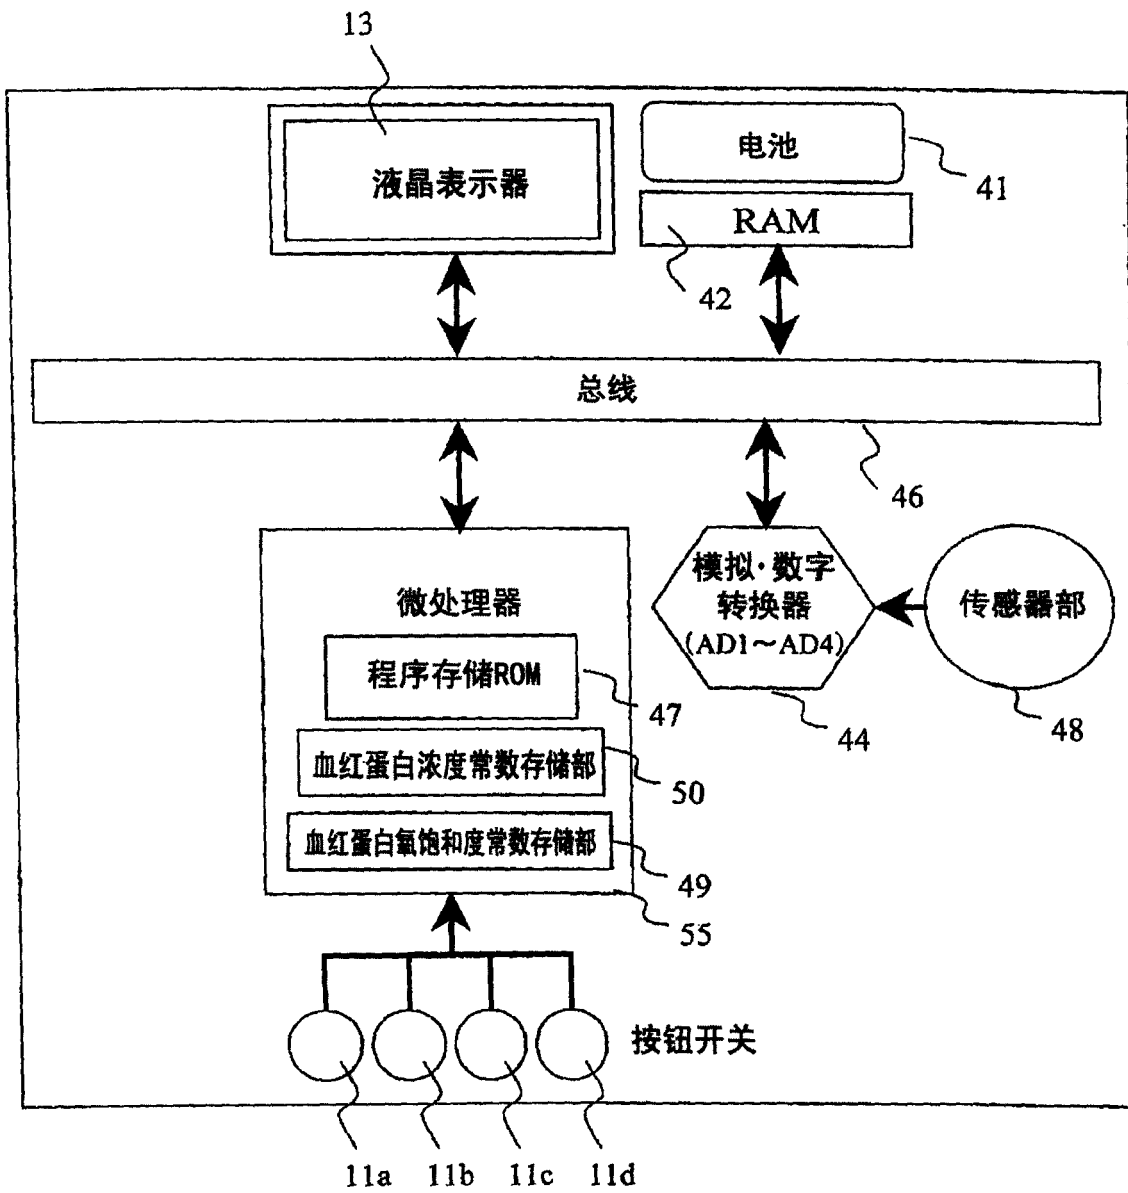 13
电池
液晶表示器
41
RAM
42
总线
46
模拟·数字
转换器
(AD1～AD4)
传感器部
微处理器
程序存储ROM
47
44
48
血红蛋白浓度常数存储部
50
血红蛋白氧饱和度常数存储部
49
55
按钮开关
11a 11b 11c 11d